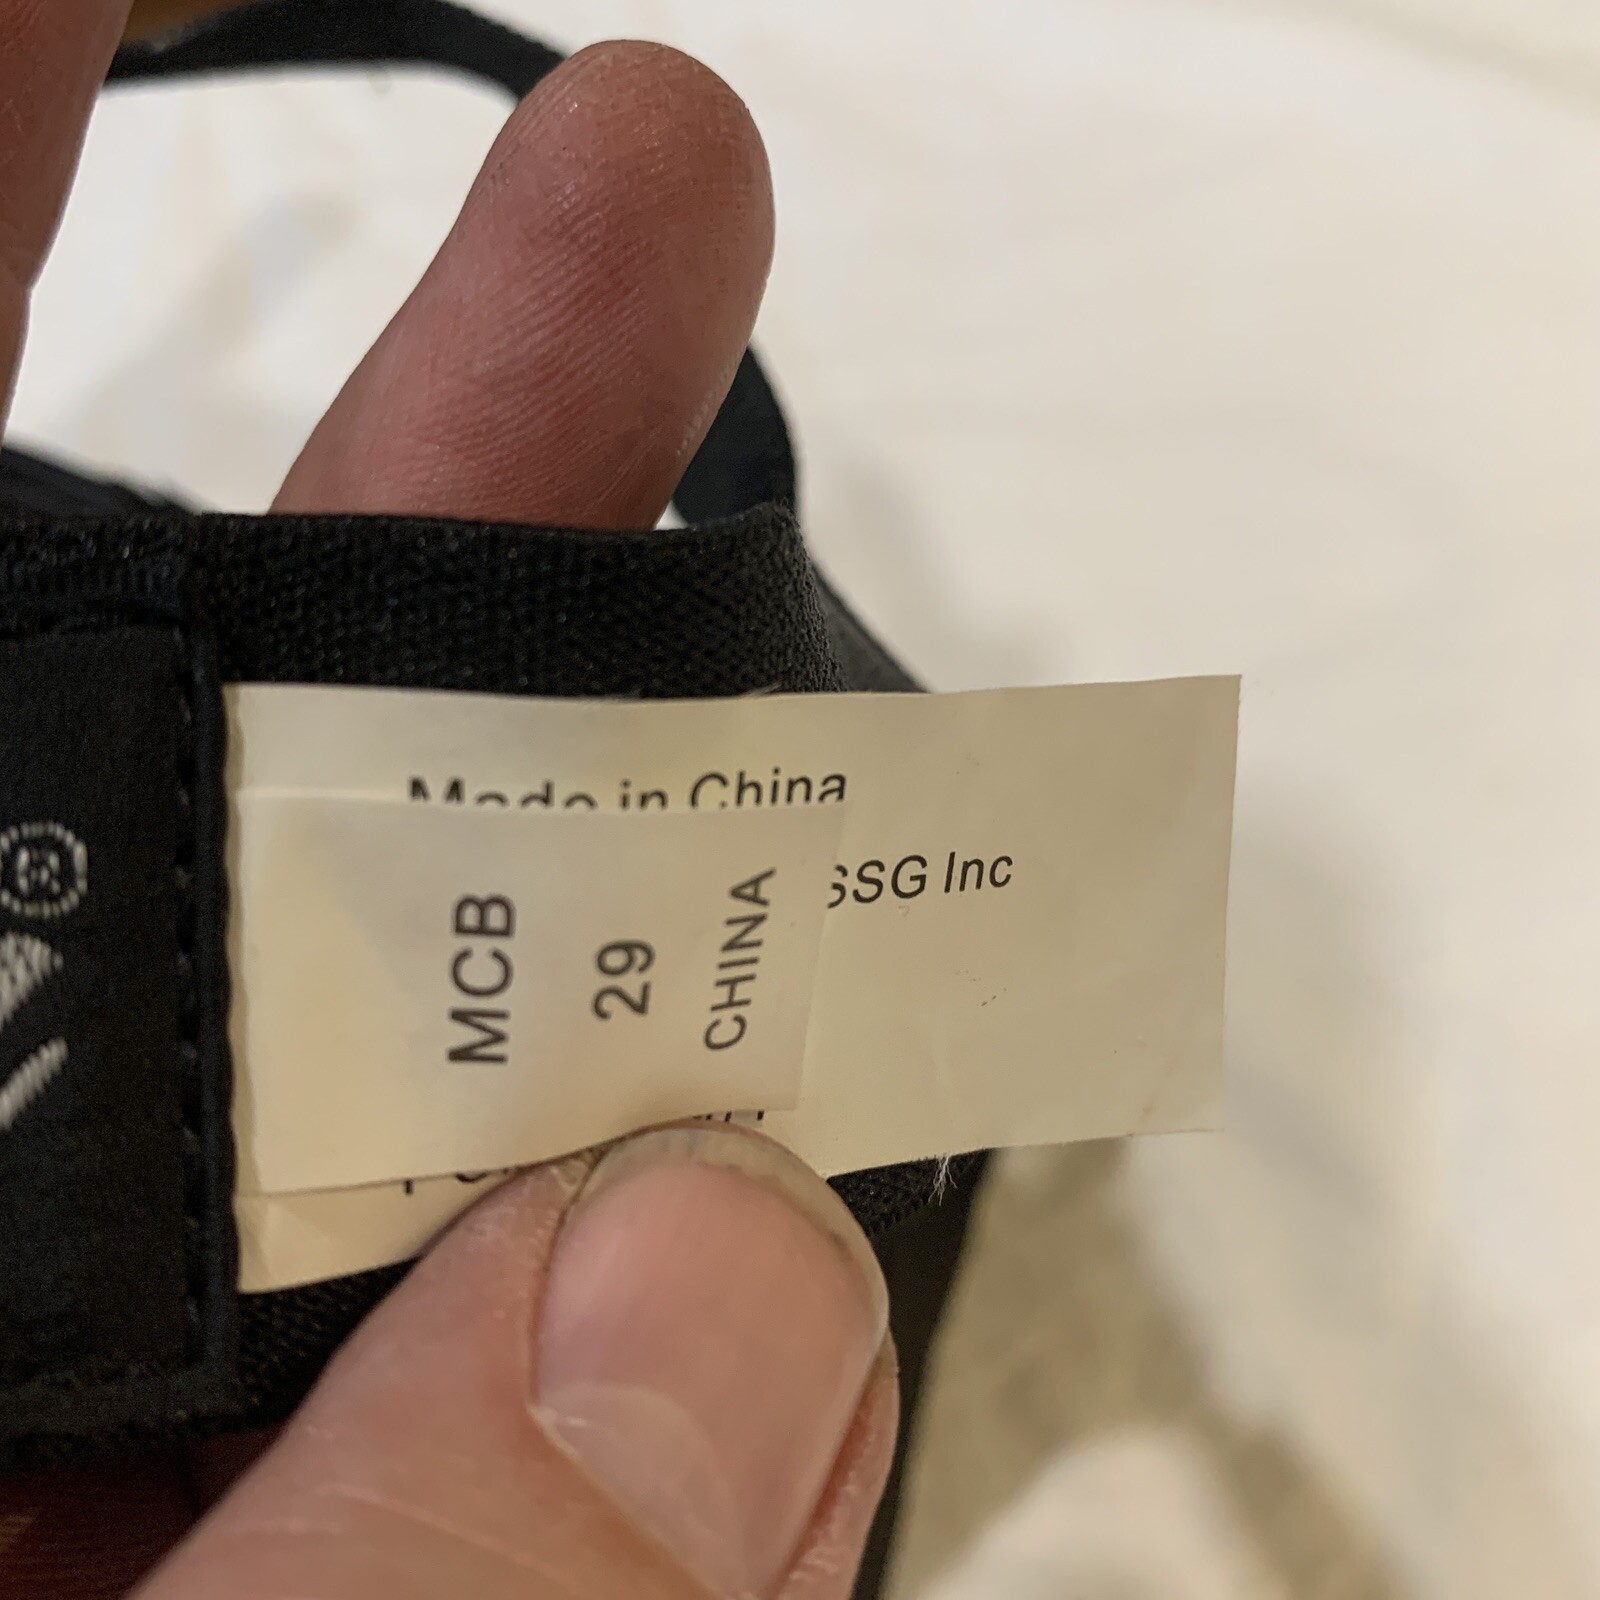 Made in China
SSG Inc
MCB
29
CHINA
®